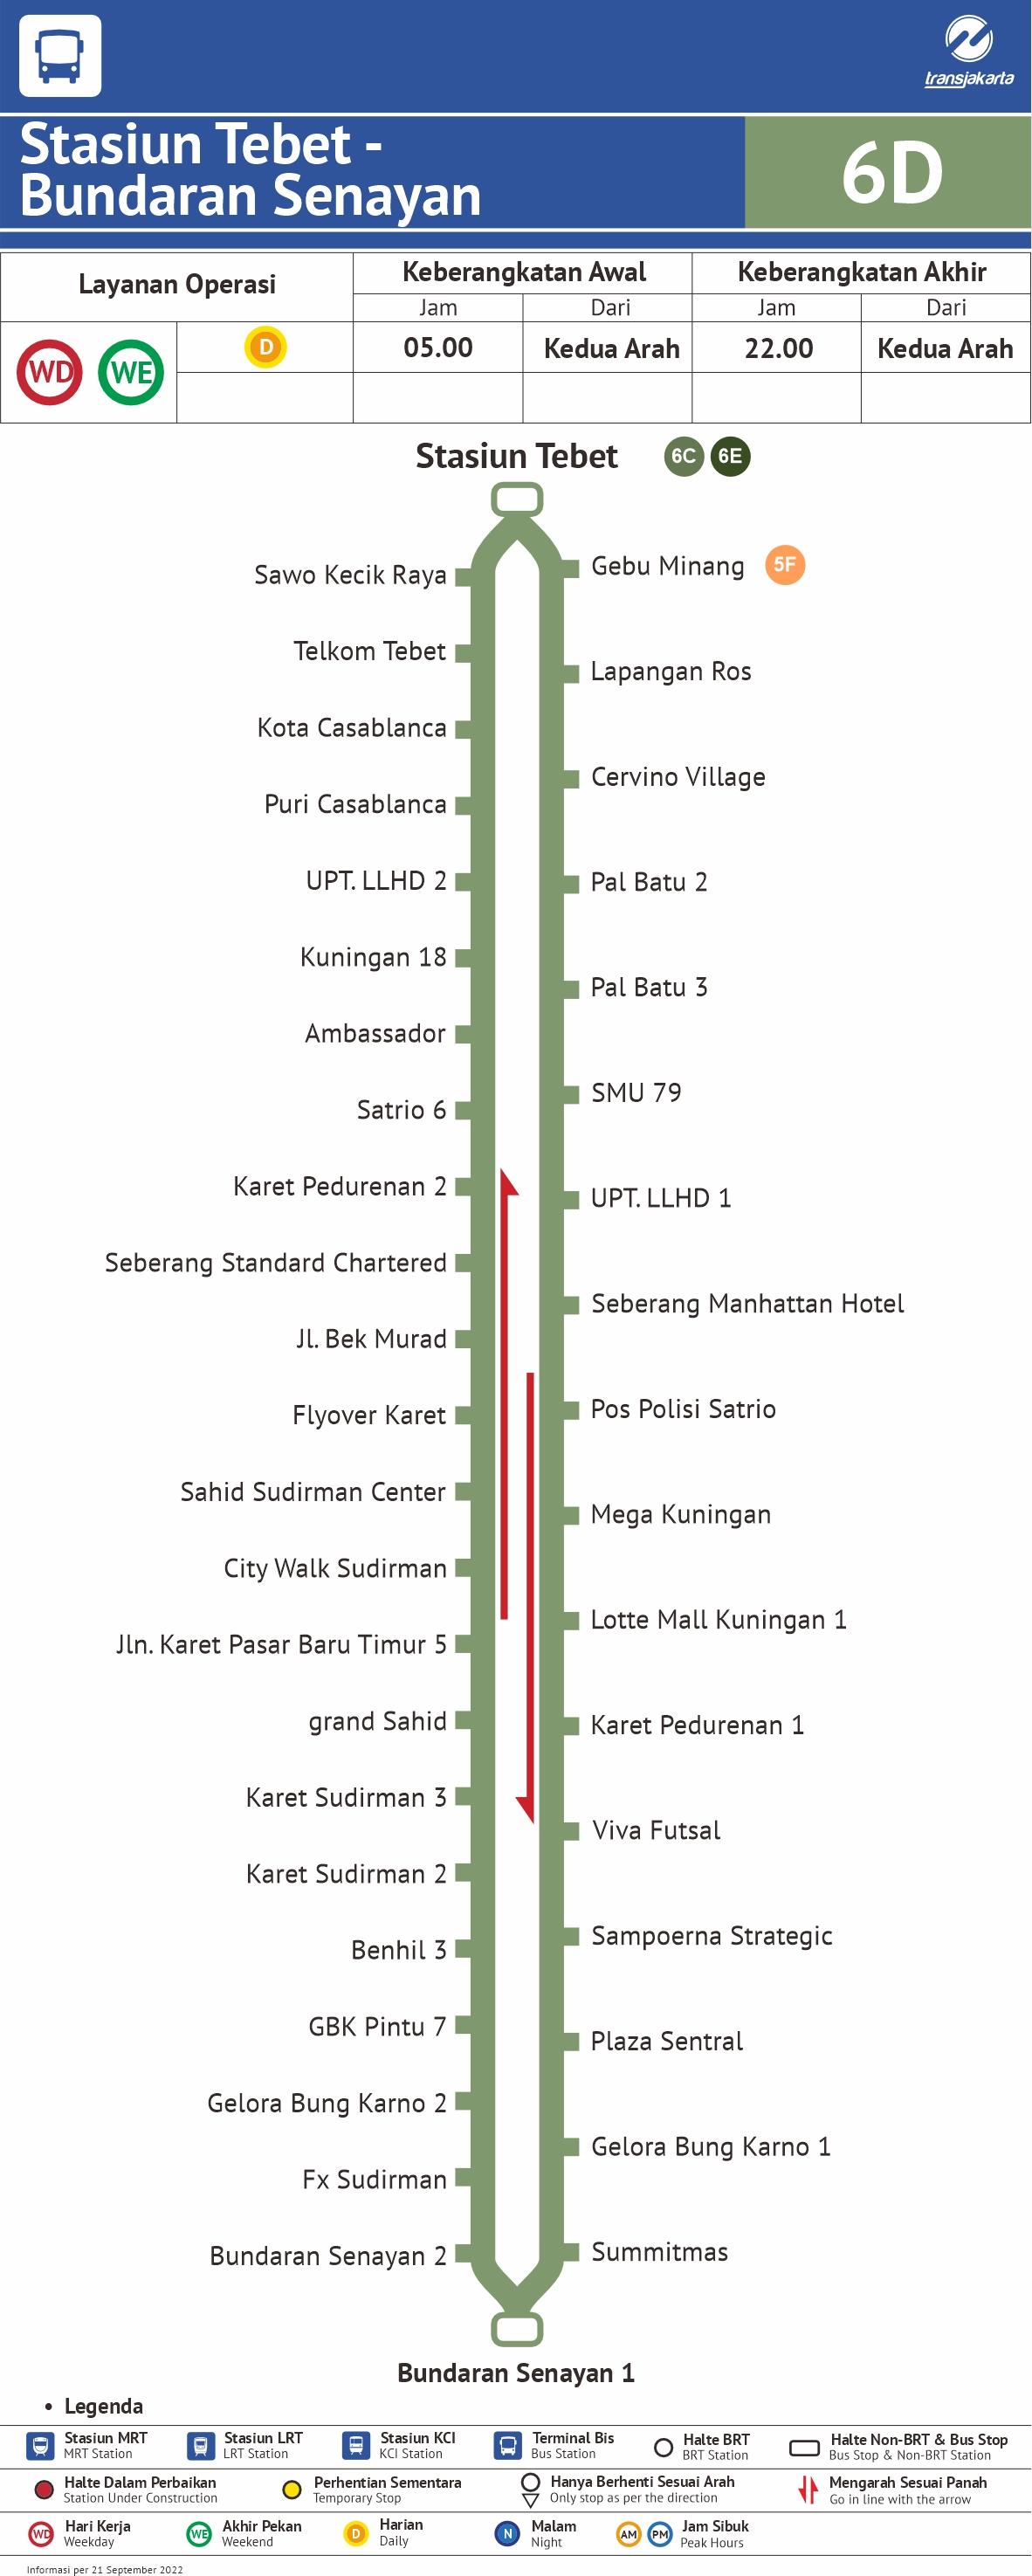 transjakarta
Stasiun Tebet -
Bundaran Senayan
6D
Layanan Operasi
Keberangkatan Awal
Keberangkatan Akhir
Jam
Dari
Jam
Dari
WD
WE
D
05.00
Kedua Arah
22.00
Kedua Arah
Stasiun Tebet
6C
6E
Sawo Kecik Raya
Telkom Tebet
Kota Casablanca
Puri Casablanca
UPT. LLHD 2
Kuningan 18
Ambassador
Satrio 6
Karet Pedurenan 2
Seberang Standard Chartered
Jl. Bek Murad
Flyover Karet
Sahid Sudirman Center
City Walk Sudirman
Jln. Karet Pasar Baru Timur 5
grand Sahid
Karet Sudirman 3
Karet Sudirman 2
Benhil 3
GBK Pintu 7
Gelora Bung Karno 2
Fx Sudirman
Bundaran Senayan 2
Gebu Minang
5F
Lapangan Ros
Cervino Village
Pal Batu 2
Pal Batu 3
SMU 79
UPT. LLHD 1
Seberang Manhattan Hotel
Pos Polisi Satrio
Mega Kuningan
Lotte Mall Kuningan 1
Karet Pedurenan 1
Viva Futsal
Sampoerna Strategic
Plaza Sentral
Gelora Bung Karno 1
Summitmas
Bundaran Senayan 1
• Legenda
Stasiun MRT
MRT Station
Stasiun LRT
LRT Station
Stasiun KCI
KCI Station
Terminal Bis
Bus Station
Halte BRT
BRT Station
Halte Non-BRT & Bus Stop
Bus Stop & Non-BRT Station
Halte Dalam Perbaikan
Station Under Construction
Perhentian Sementara
Temporary Stop
Hanya Berhenti Sesuai Arah
Only stop as per the direction
Mengarah Sesuai Panah
Go in line with the arrow
WD
Hari Kerja
Weekday
WE
Akhir Pekan
Weekend
D
Harian
Daily
N
Malam
Night
AM
PM
Jam Sibuk
Peak Hours
Informasi per 21 September 2022